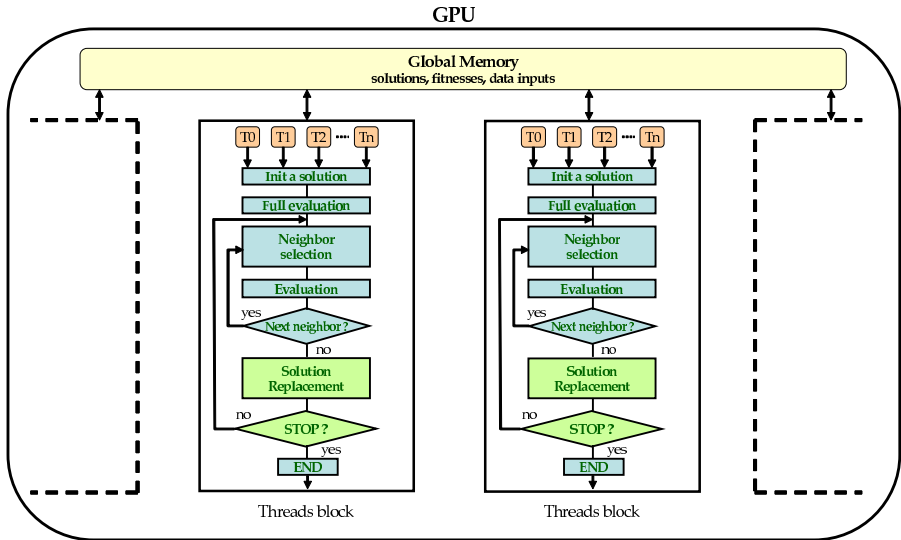 GPU
Global Memory
solutions, fitnesses, data inputs
T0 T1 T2 ···· Tn
Init a solution
Full evaluation
Neighbor
selection
Evaluation
yes
Next neighbor ?
no
Solution
Replacement
no
STOP ?
yes
END
Threads block
T0 T1 T2 ···· Tn
Init a solution
Full evaluation
Neighbor
selection
Evaluation
yes
Next neighbor ?
no
Solution
Replacement
no
STOP ?
yes
END
Threads block